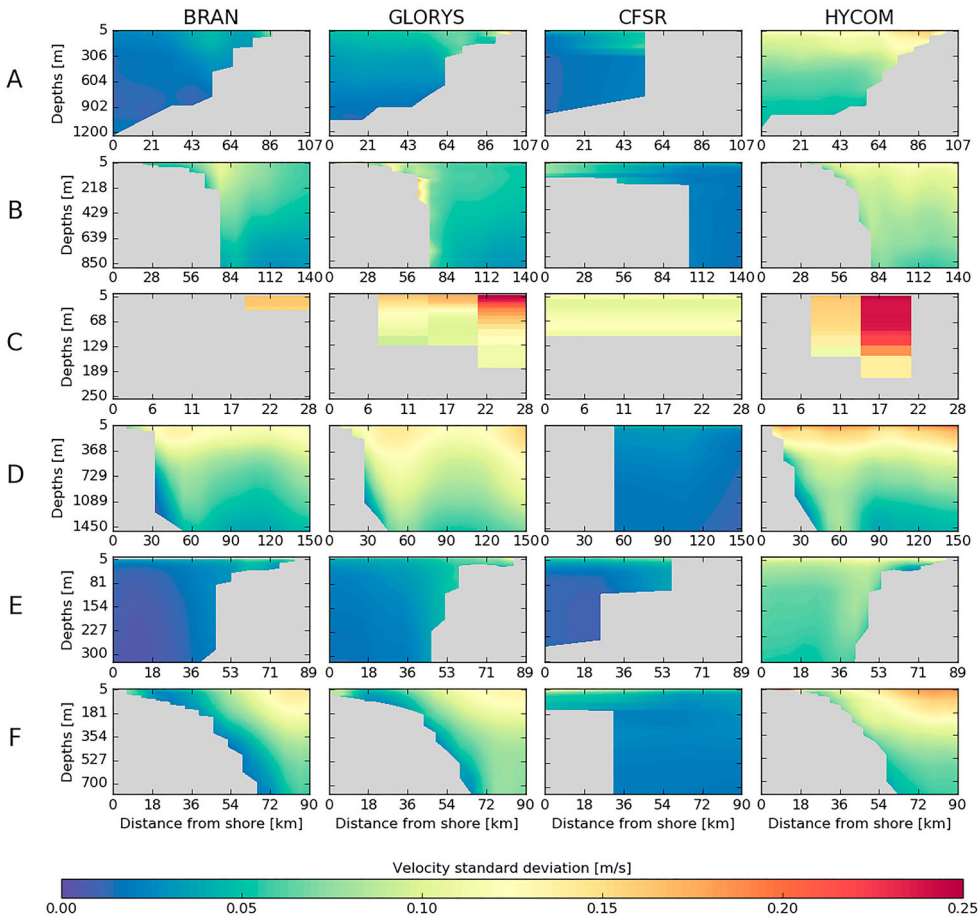 BRAN GLORYS CFSR HYCOM
A
Depths [m]
5
306
604
902
1200
0 21 43 64 86 107 0 21 43 64 86 107 0 21 43 64 86 107 0 21 43 64 86 107
B
Depths [m]
5
218
429
639
850
0 28 56 84 112 140 0 28 56 84 112 140 0 28 56 84 112 140 0 28 56 84 112 140
C
Depths [m]
5
68
129
189
250
0 6 11 17 22 28 0 6 11 17 22 28 0 6 11 17 22 28 0 6 11 17 22 28
D
Depths [m]
5
368
729
1089
1450
0 30 60 90 120 150 0 30 60 90 120 150 0 30 60 90 120 150 0 30 60 90 120 150
E
Depths [m]
5
81
154
227
300
0 18 36 53 71 89 0 18 36 53 71 89 0 18 36 53 71 89 0 18 36 53 71 89
F
Depths [m]
5
181
354
527
700
0 18 36 54 72 90 0 18 36 54 72 90 0 18 36 54 72 90 0 18 36 54 72 90
Distance from shore [km] Distance from shore [km] Distance from shore [km] Distance from shore [km]
Velocity standard deviation [m/s]
0.00 0.05 0.10 0.15 0.20 0.25